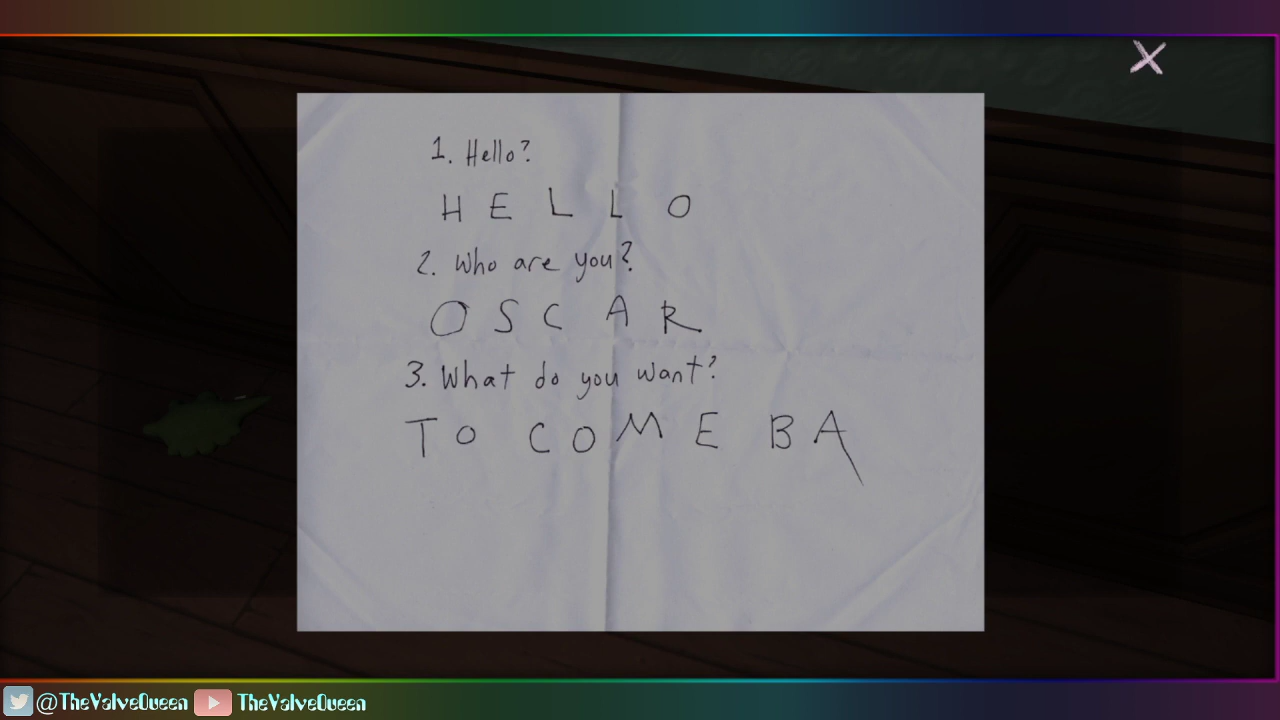 1. Hello?
H E L L O
2. Who are you?
O S C A R
3. What do you want?
T O C O M E B A
@TheValveQueen TheValveQueen